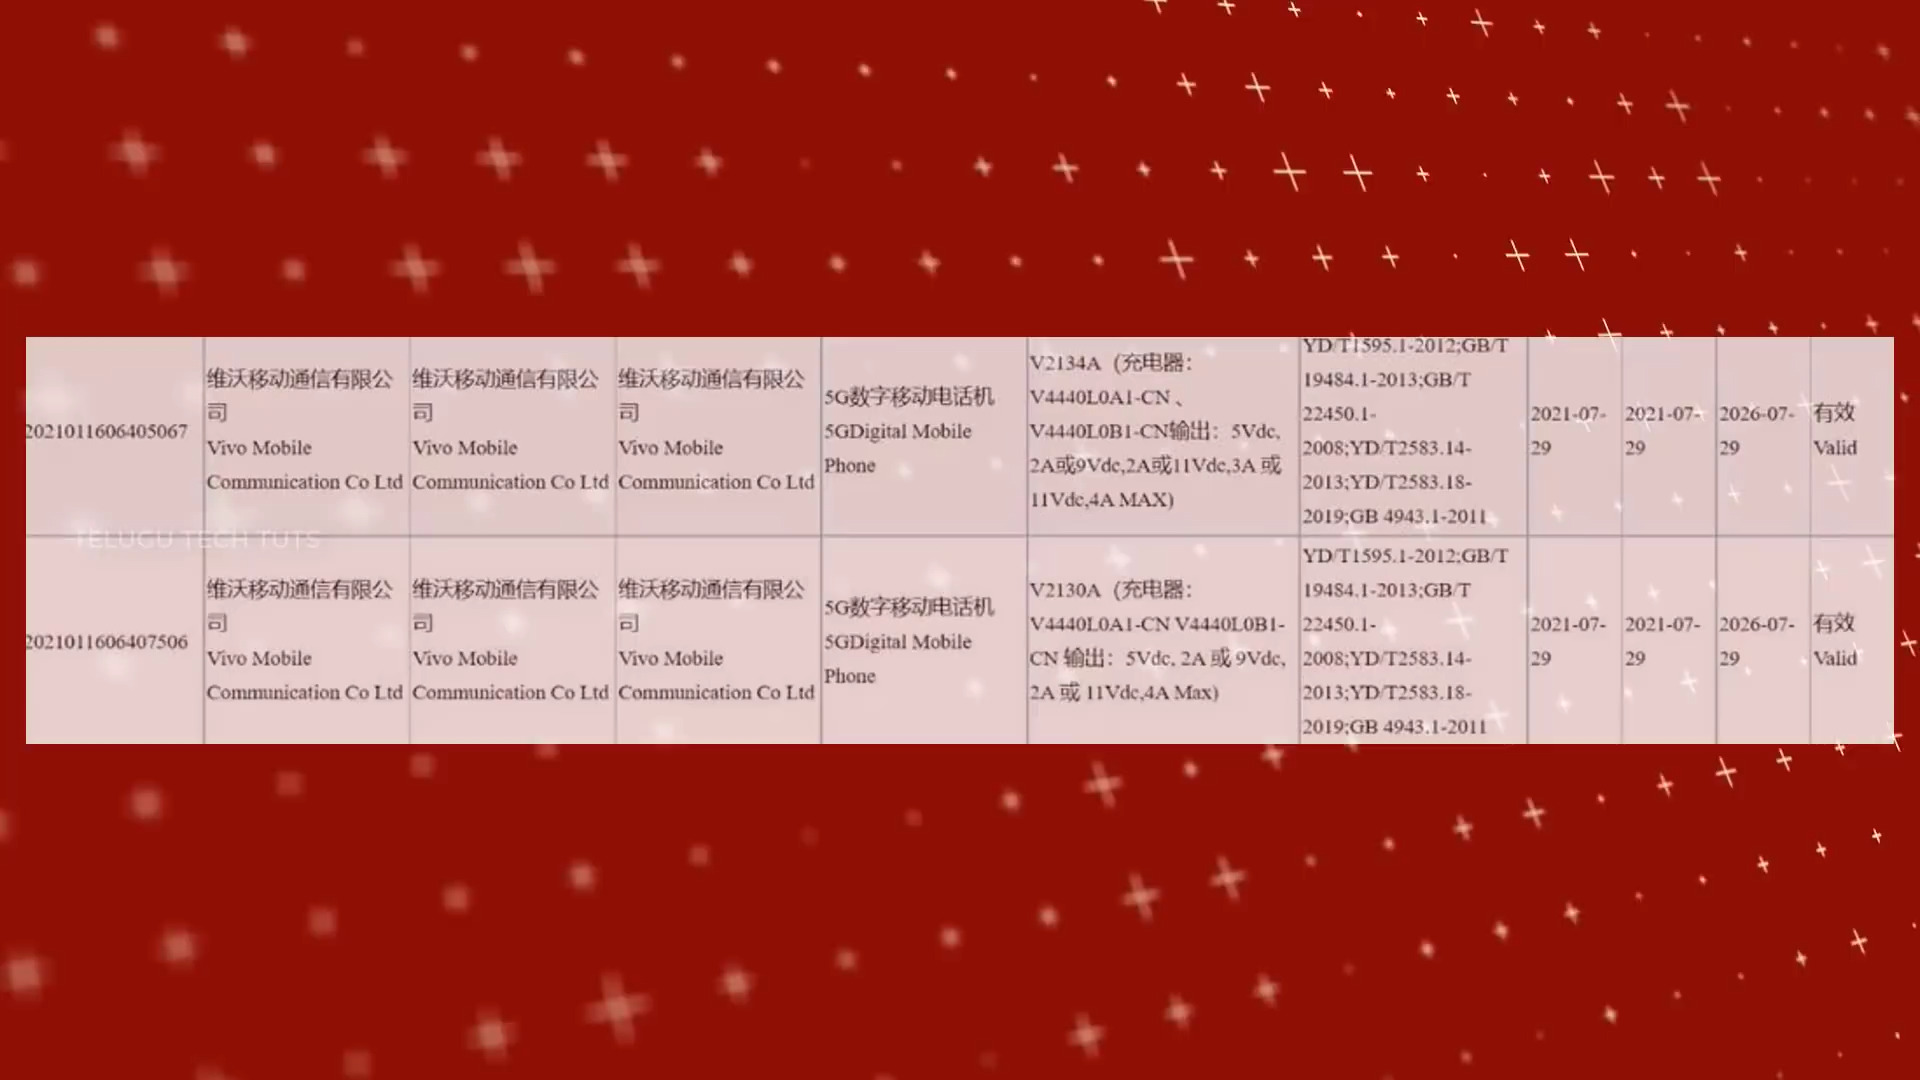 2021011606405067
维沃移动通信有限公
司
Vivo Mobile
Communication Co Ltd
维沃移动通信有限公
司
Vivo Mobile
Communication Co Ltd
维沃移动通信有限公
司
Vivo Mobile
Communication Co Ltd
5G数字移动电话机
5GDigital Mobile
Phone
V2134A（充电器：
V4440L0A1-CN 、
V4440L0B1-CN输出：5Vdc,
2A或9Vdc,2A或11Vdc,3A 或
11Vdc,4A MAX)
YD/T1595.1-2012;GB/T
19484.1-2013;GB/T
22450.1-
2008;YD/T2583.14-
2013;YD/T2583.18-
2019;GB 4943.1-2011
2021-07-
29
2021-07-
29
2026-07-
29
有效
Valid
TELUGU TECH TUTS
2021011606407506
维沃移动通信有限公
司
Vivo Mobile
Communication Co Ltd
维沃移动通信有限公
司
Vivo Mobile
Communication Co Ltd
维沃移动通信有限公
司
Vivo Mobile
Communication Co Ltd
5G数字移动电话机
5GDigital Mobile
Phone
V2130A（充电器：
V4440L0A1-CN V4440L0B1-
CN 输出：5Vdc, 2A 或 9Vdc,
2A 或 11Vdc,4A Max)
YD/T1595.1-2012;GB/T
19484.1-2013;GB/T
22450.1-
2008;YD/T2583.14-
2013;YD/T2583.18-
2019;GB 4943.1-2011
2021-07-
29
2021-07-
29
2026-07-
29
有效
Valid